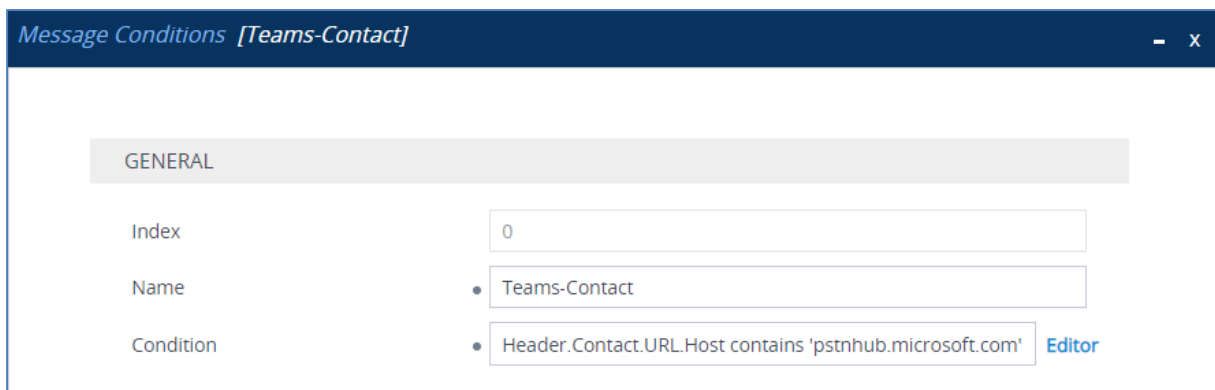 Message Conditions [Teams-Contact] - x
GENERAL
Index 0
Name Teams-Contact
Condition Header.Contact.URL.Host contains 'pstnhub.microsoft.com' Editor